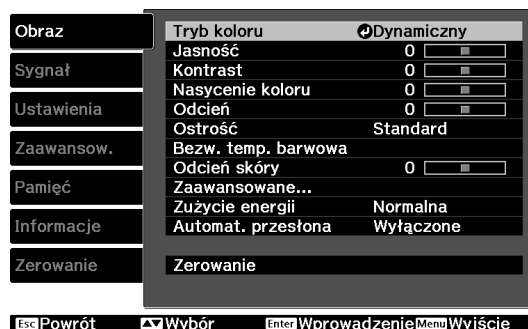 Obraz
Sygnał
Ustawienia
Zaawansow.
Pamięć
Informacje
Zerowanie
Tryb koloru Dynamiczny
Jasność 0
Kontrast 0
Nasycenie koloru 0
Odcień 0
Ostrość Standard
Bezw. temp. barwowa
Odcień skóry 0
Zaawansowane...
Zużycie energii Normalna
Automat. przesłona Wyłączone
Zerowanie
Esc Powrót Wybór Enter Wprowadzenie Menu Wyjście